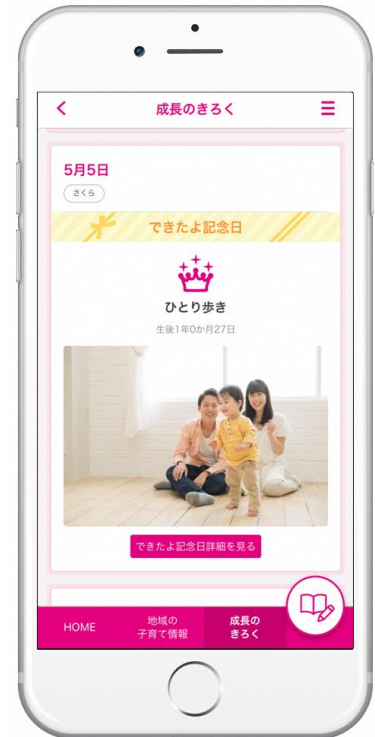 成長のきろく
5月5日
さくら
できたよ記念日
ひとり歩き
生後1年0か月27日
できたよ記念日詳細を見る
HOME
地域の
子育て情報
成長の
きろく